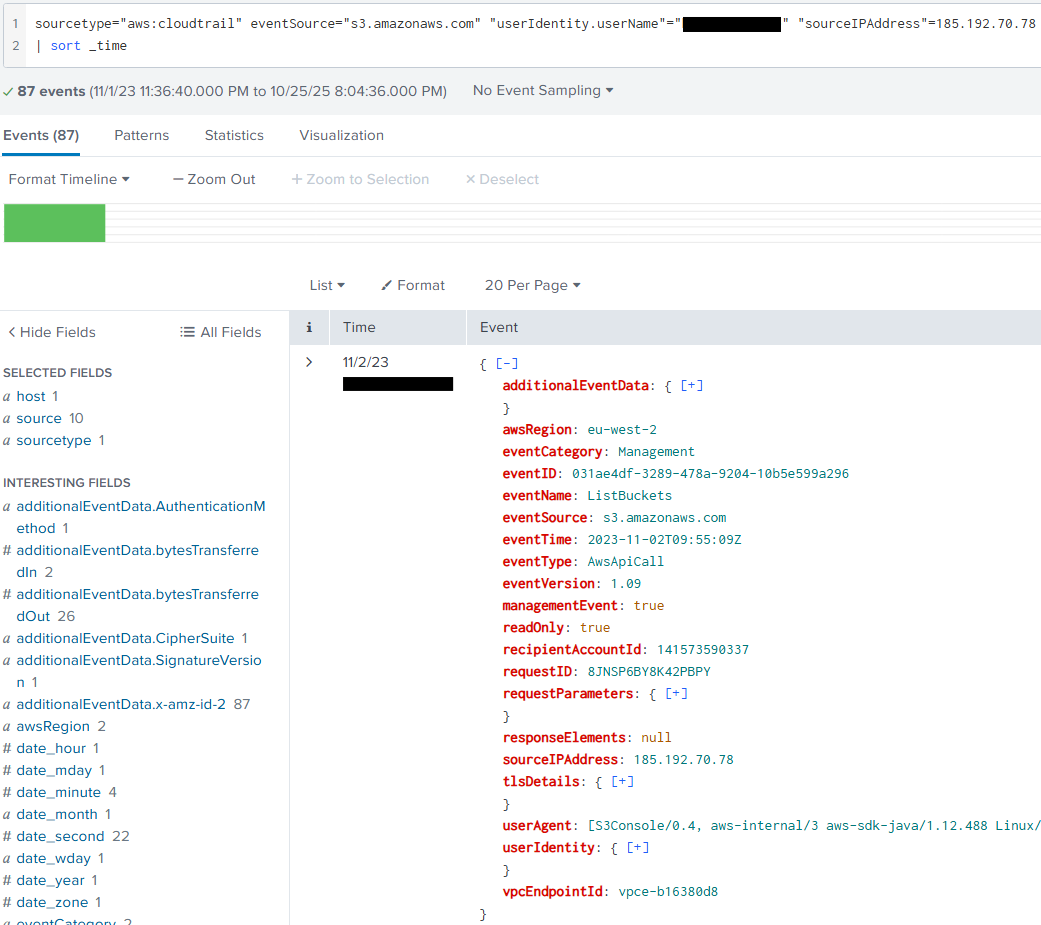 1 sourcetype="aws:cloudtrail" eventSource="s3.amazonaws.com" "userIdentity.userName"=" " "sourceIPAddress"=185.192.70.78
2 | sort _time
✓ 87 events (11/1/23 11:36:40.000 PM to 10/25/25 8:04:36.000 PM) No Event Sampling
Events (87) Patterns Statistics Visualization
Format Timeline — Zoom Out + Zoom to Selection × Deselect
List Format 20 Per Page
< Hide Fields All Fields
i Time Event
SELECTED FIELDS
a host 1
a source 10
a sourcetype 1
INTERESTING FIELDS
a additionalEventData.AuthenticationM
ethod 1
# additionalEventData.bytesTransferre
dIn 2
# additionalEventData.bytesTransferre
dOut 26
a additionalEventData.CipherSuite 1
a additionalEventData.SignatureVersio
n 1
a additionalEventData.x-amz-id-2 87
a awsRegion 2
# date_hour 1
# date_mday 1
# date_minute 4
a date_month 1
# date_second 22
a date_wday 1
# date_year 1
# date_zone 1
a eventCategory 2
> 11/2/23
{ [-]
additionalEventData: { [+]
}
awsRegion: eu-west-2
eventCategory: Management
eventID: 031ae4df-3289-478a-9204-10b5e599a296
eventName: ListBuckets
eventSource: s3.amazonaws.com
eventTime: 2023-11-02T09:55:09Z
eventType: AwsApiCall
eventVersion: 1.09
managementEvent: true
readOnly: true
recipientAccountId: 141573590337
requestID: 8JNSP6BY8K42PBPY
requestParameters: { [+]
}
responseElements: null
sourceIPAddress: 185.192.70.78
tlsDetails: { [+]
}
userAgent: [S3Console/0.4, aws-internal/3 aws-sdk-java/1.12.488 Linux/
userIdentity: { [+]
}
vpcEndpointId: vpce-b16380d8
}